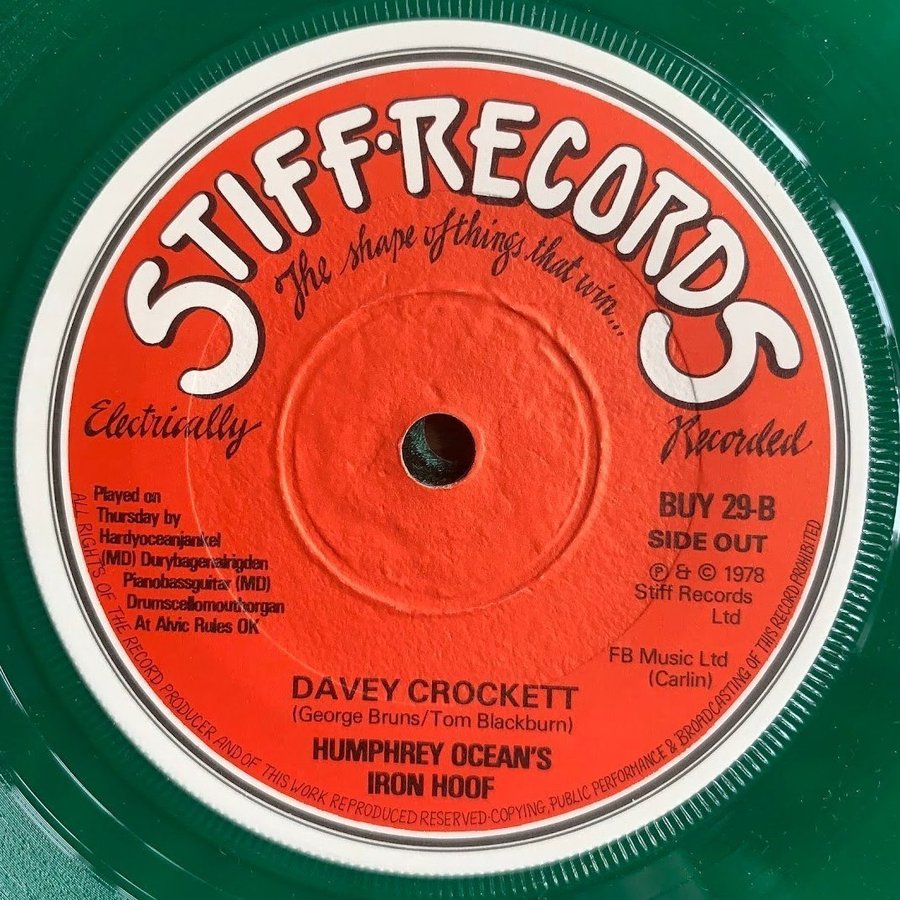 STIFF·RECORDS
The shape of things that win...
Electrically
Recorded
Played on
Thursday by
Hardyoceanjankel
(MD) Durybagenalrigden
Pianobassguitar (MD)
Drumscellomouthorgan
At Alvic Rules OK
BUY 29-B
SIDE OUT
Ⓟ & © 1978
Stiff Records
Ltd
FB Music Ltd
(Carlin)
DAVEY CROCKETT
(George Bruns/Tom Blackburn)
HUMPHREY OCEAN'S
IRON HOOF
ALL RIGHTS OF THE RECORD PRODUCER AND OF THIS WORK REPRODUCED RESERVED-COPYING, PUBLIC PERFORMANCE & BROADCASTING OF THIS RECORD PROHIBITED